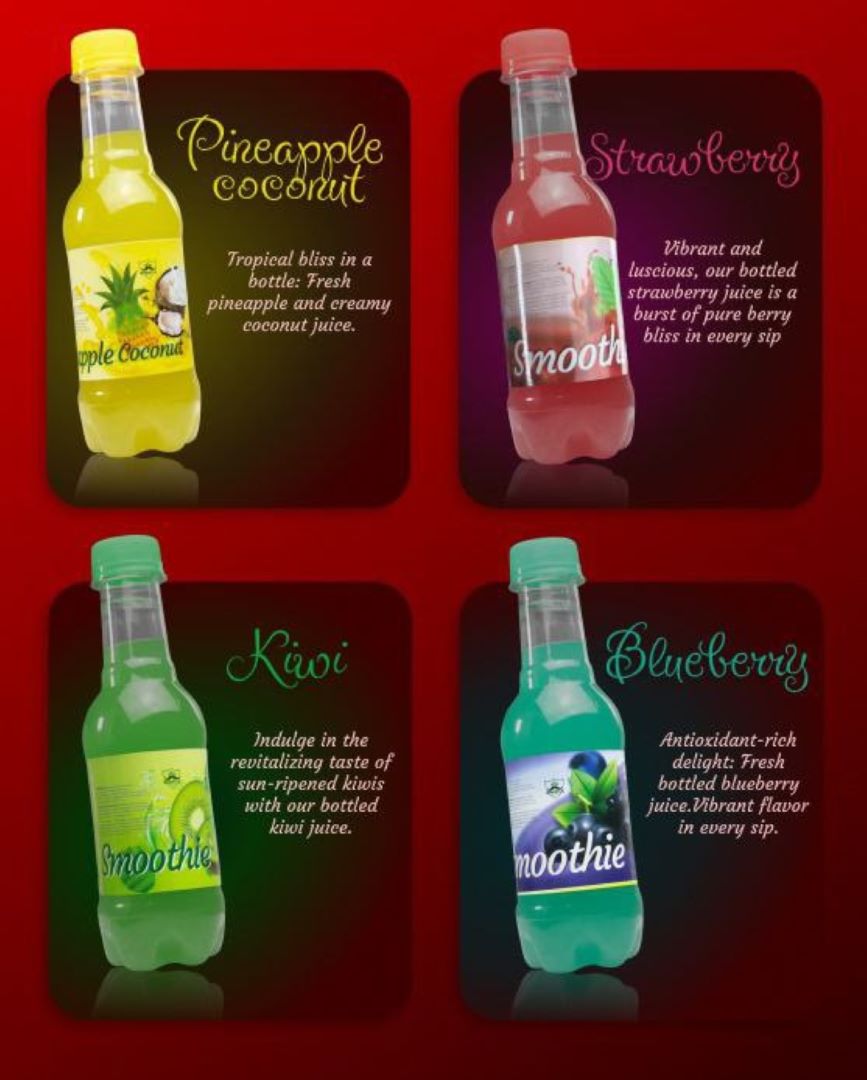 Pineapple
coconut
Tropical bliss in a
bottle: Fresh
pineapple and creamy
coconut juice.
pple Coconut
Strawberry
Vibrant and
luscious, our bottled
strawberry juice is a
burst of pure berry
bliss in every sip
Smooth
Kiwi
Indulge in the
revitalizing taste of
sun-ripened kiwis
with our bottled
kiwi juice.
Smoothie
Blueberry
Antioxidant-rich
delight: Fresh
bottled blueberry
juice.Vibrant flavor
in every sip.
moothie